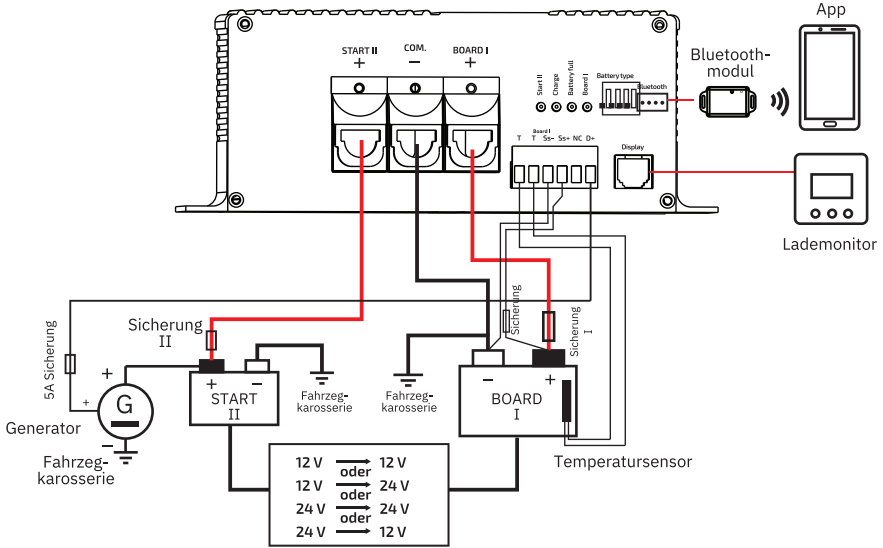 App
START II
+
COM.
−
BOARD I
+
Start II
Charge
Battery full
Board I
Battery type
Bluetooth
Bluetooth-
modul
Board I
T T Ss- Ss+ NC D+
Display
Lademonitor
5A Sicherung
Sicherung
II
Sicherung
Sicherung
I
+
+
G
−
Generator
Fahrzeg-
karosserie
+ −
START
II
Fahrzeg-
karosserie
Fahrzeg-
karosserie
− +
BOARD
I
Temperatursensor
12 V 12 V
oder
12 V 24 V
oder
24 V 24 V
oder
24 V 12 V